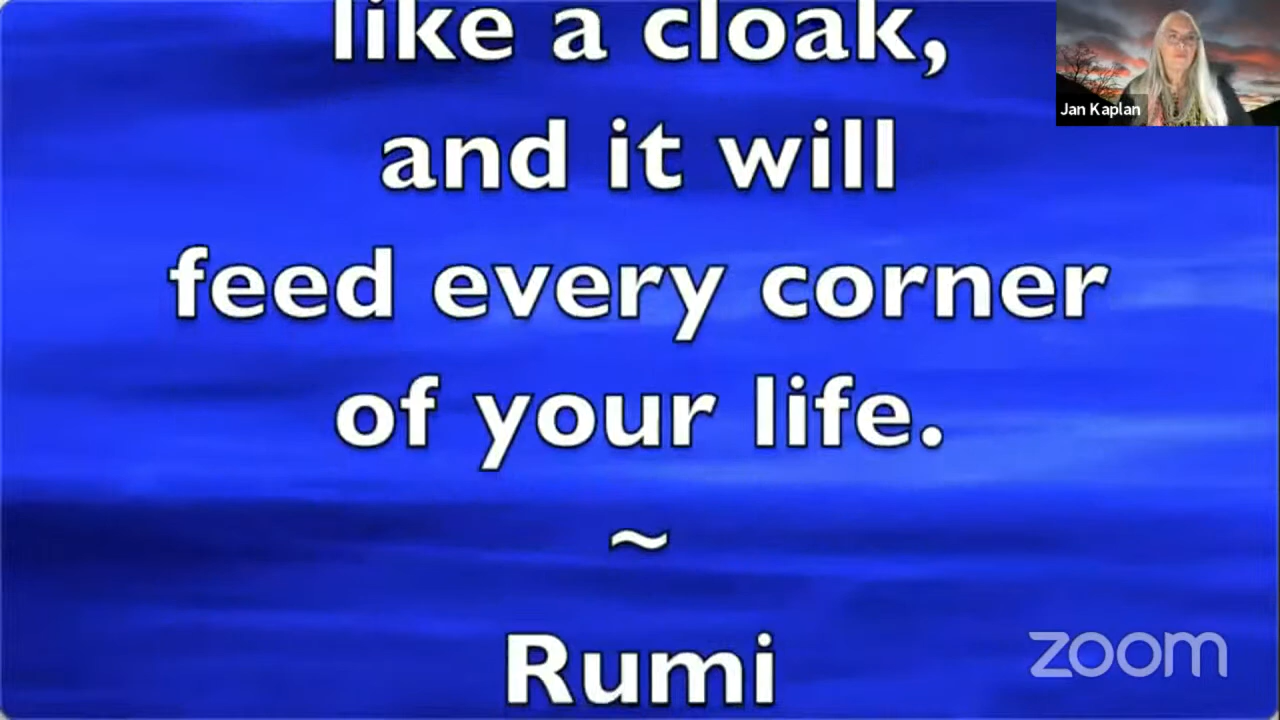 like a cloak,
Jan Kaplan
and it will
feed every corner
of your life.
~
Rumi
zoom